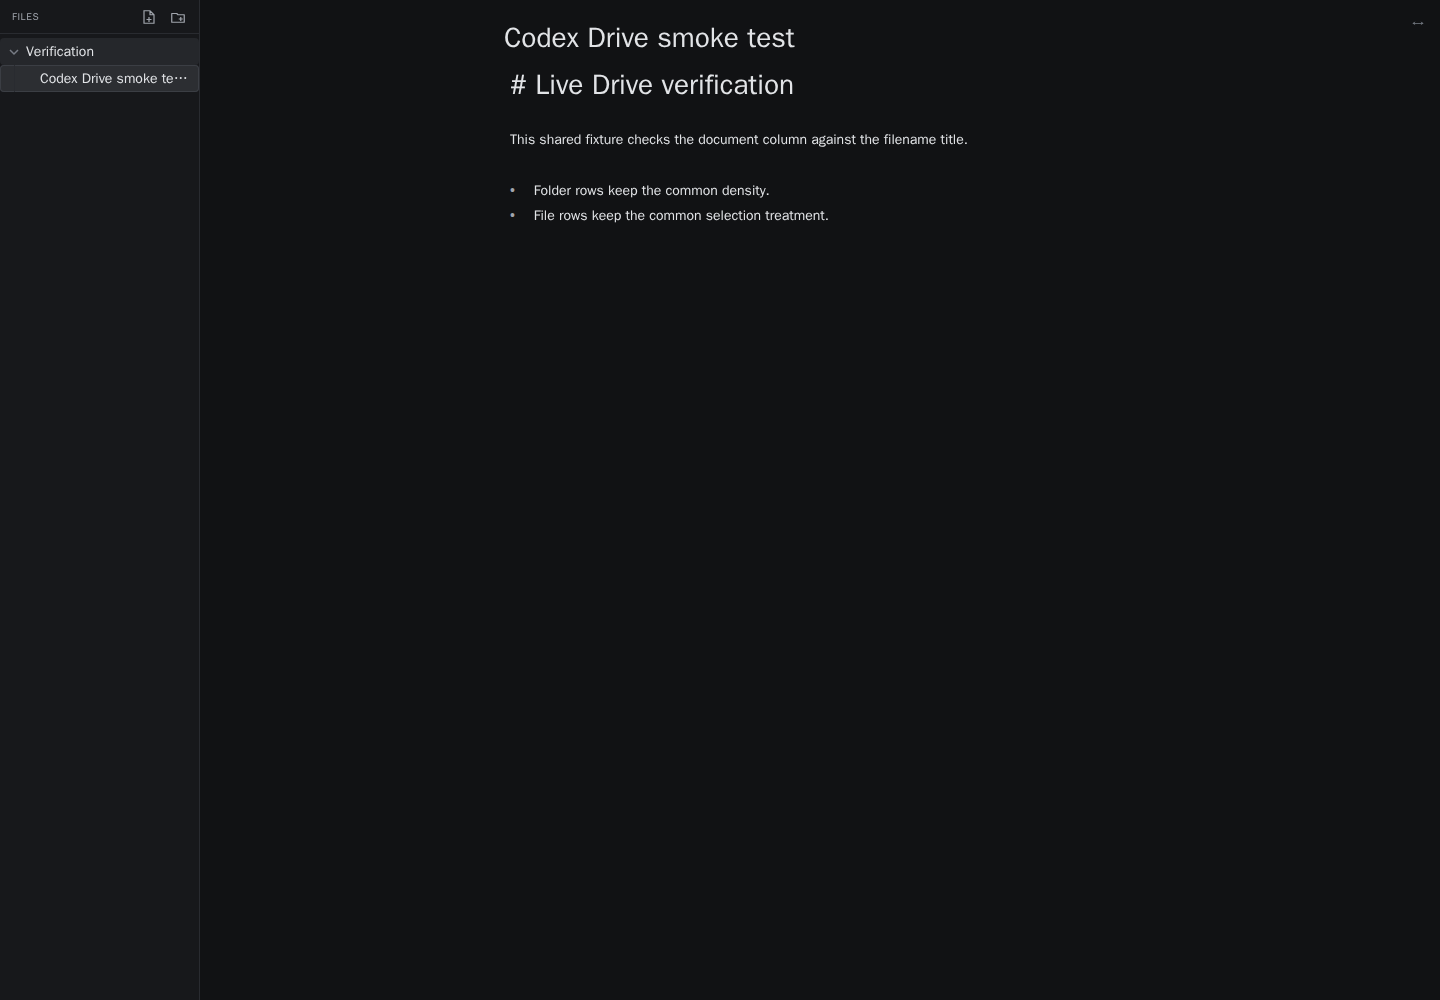 FILES
Verification
Codex Drive smoke te···
Codex Drive smoke test
# Live Drive verification
This shared fixture checks the document column against the filename title.
• Folder rows keep the common density.
• File rows keep the common selection treatment.